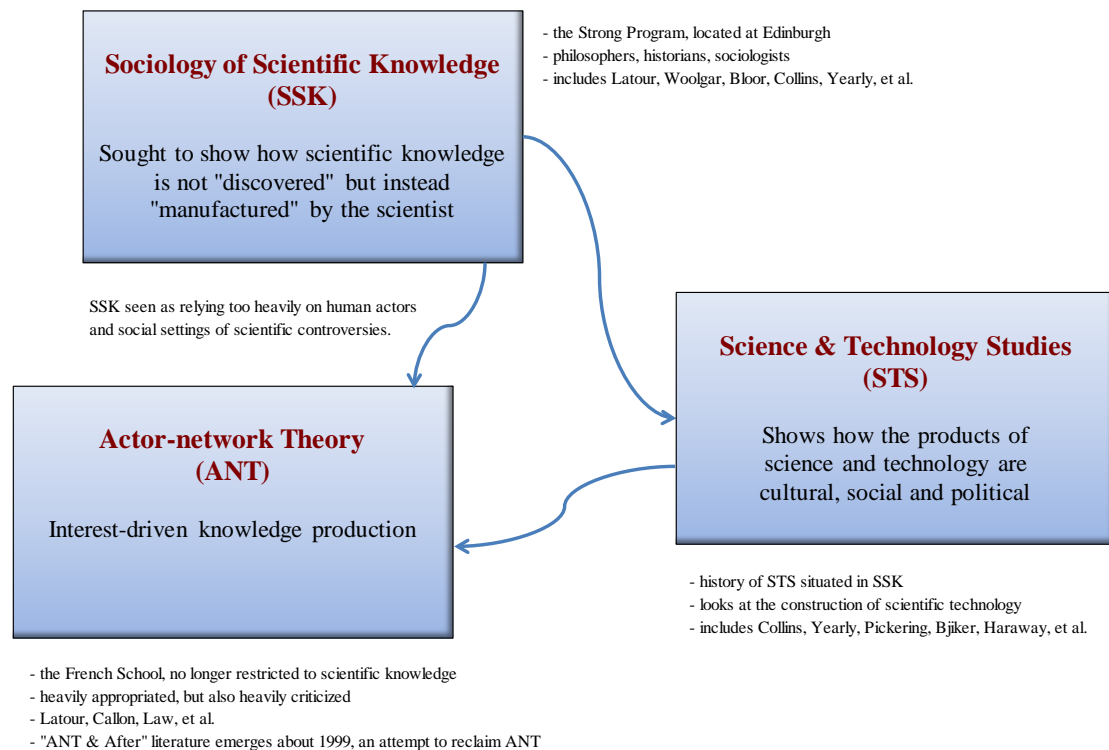 Sociology of Scientific Knowledge
(SSK)
Sought to show how scientific knowledge
is not "discovered" but instead
"manufactured" by the scientist
- the Strong Program, located at Edinburgh
- philosophers, historians, sociologists
- includes Latour, Woolgar, Bloor, Collins, Yearly, et al.
SSK seen as relying too heavily on human actors
and social settings of scientific controversies.
Science & Technology Studies
(STS)
Shows how the products of
science and technology are
cultural, social and political
- history of STS situated in SSK
- looks at the construction of scientific technology
- includes Collins, Yearly, Pickering, Bjiker, Haraway, et al.
Actor-network Theory
(ANT)
Interest-driven knowledge production
- the French School, no longer restricted to scientific knowledge
- heavily appropriated, but also heavily criticized
- Latour, Callon, Law, et al.
- "ANT & After" literature emerges about 1999, an attempt to reclaim ANT